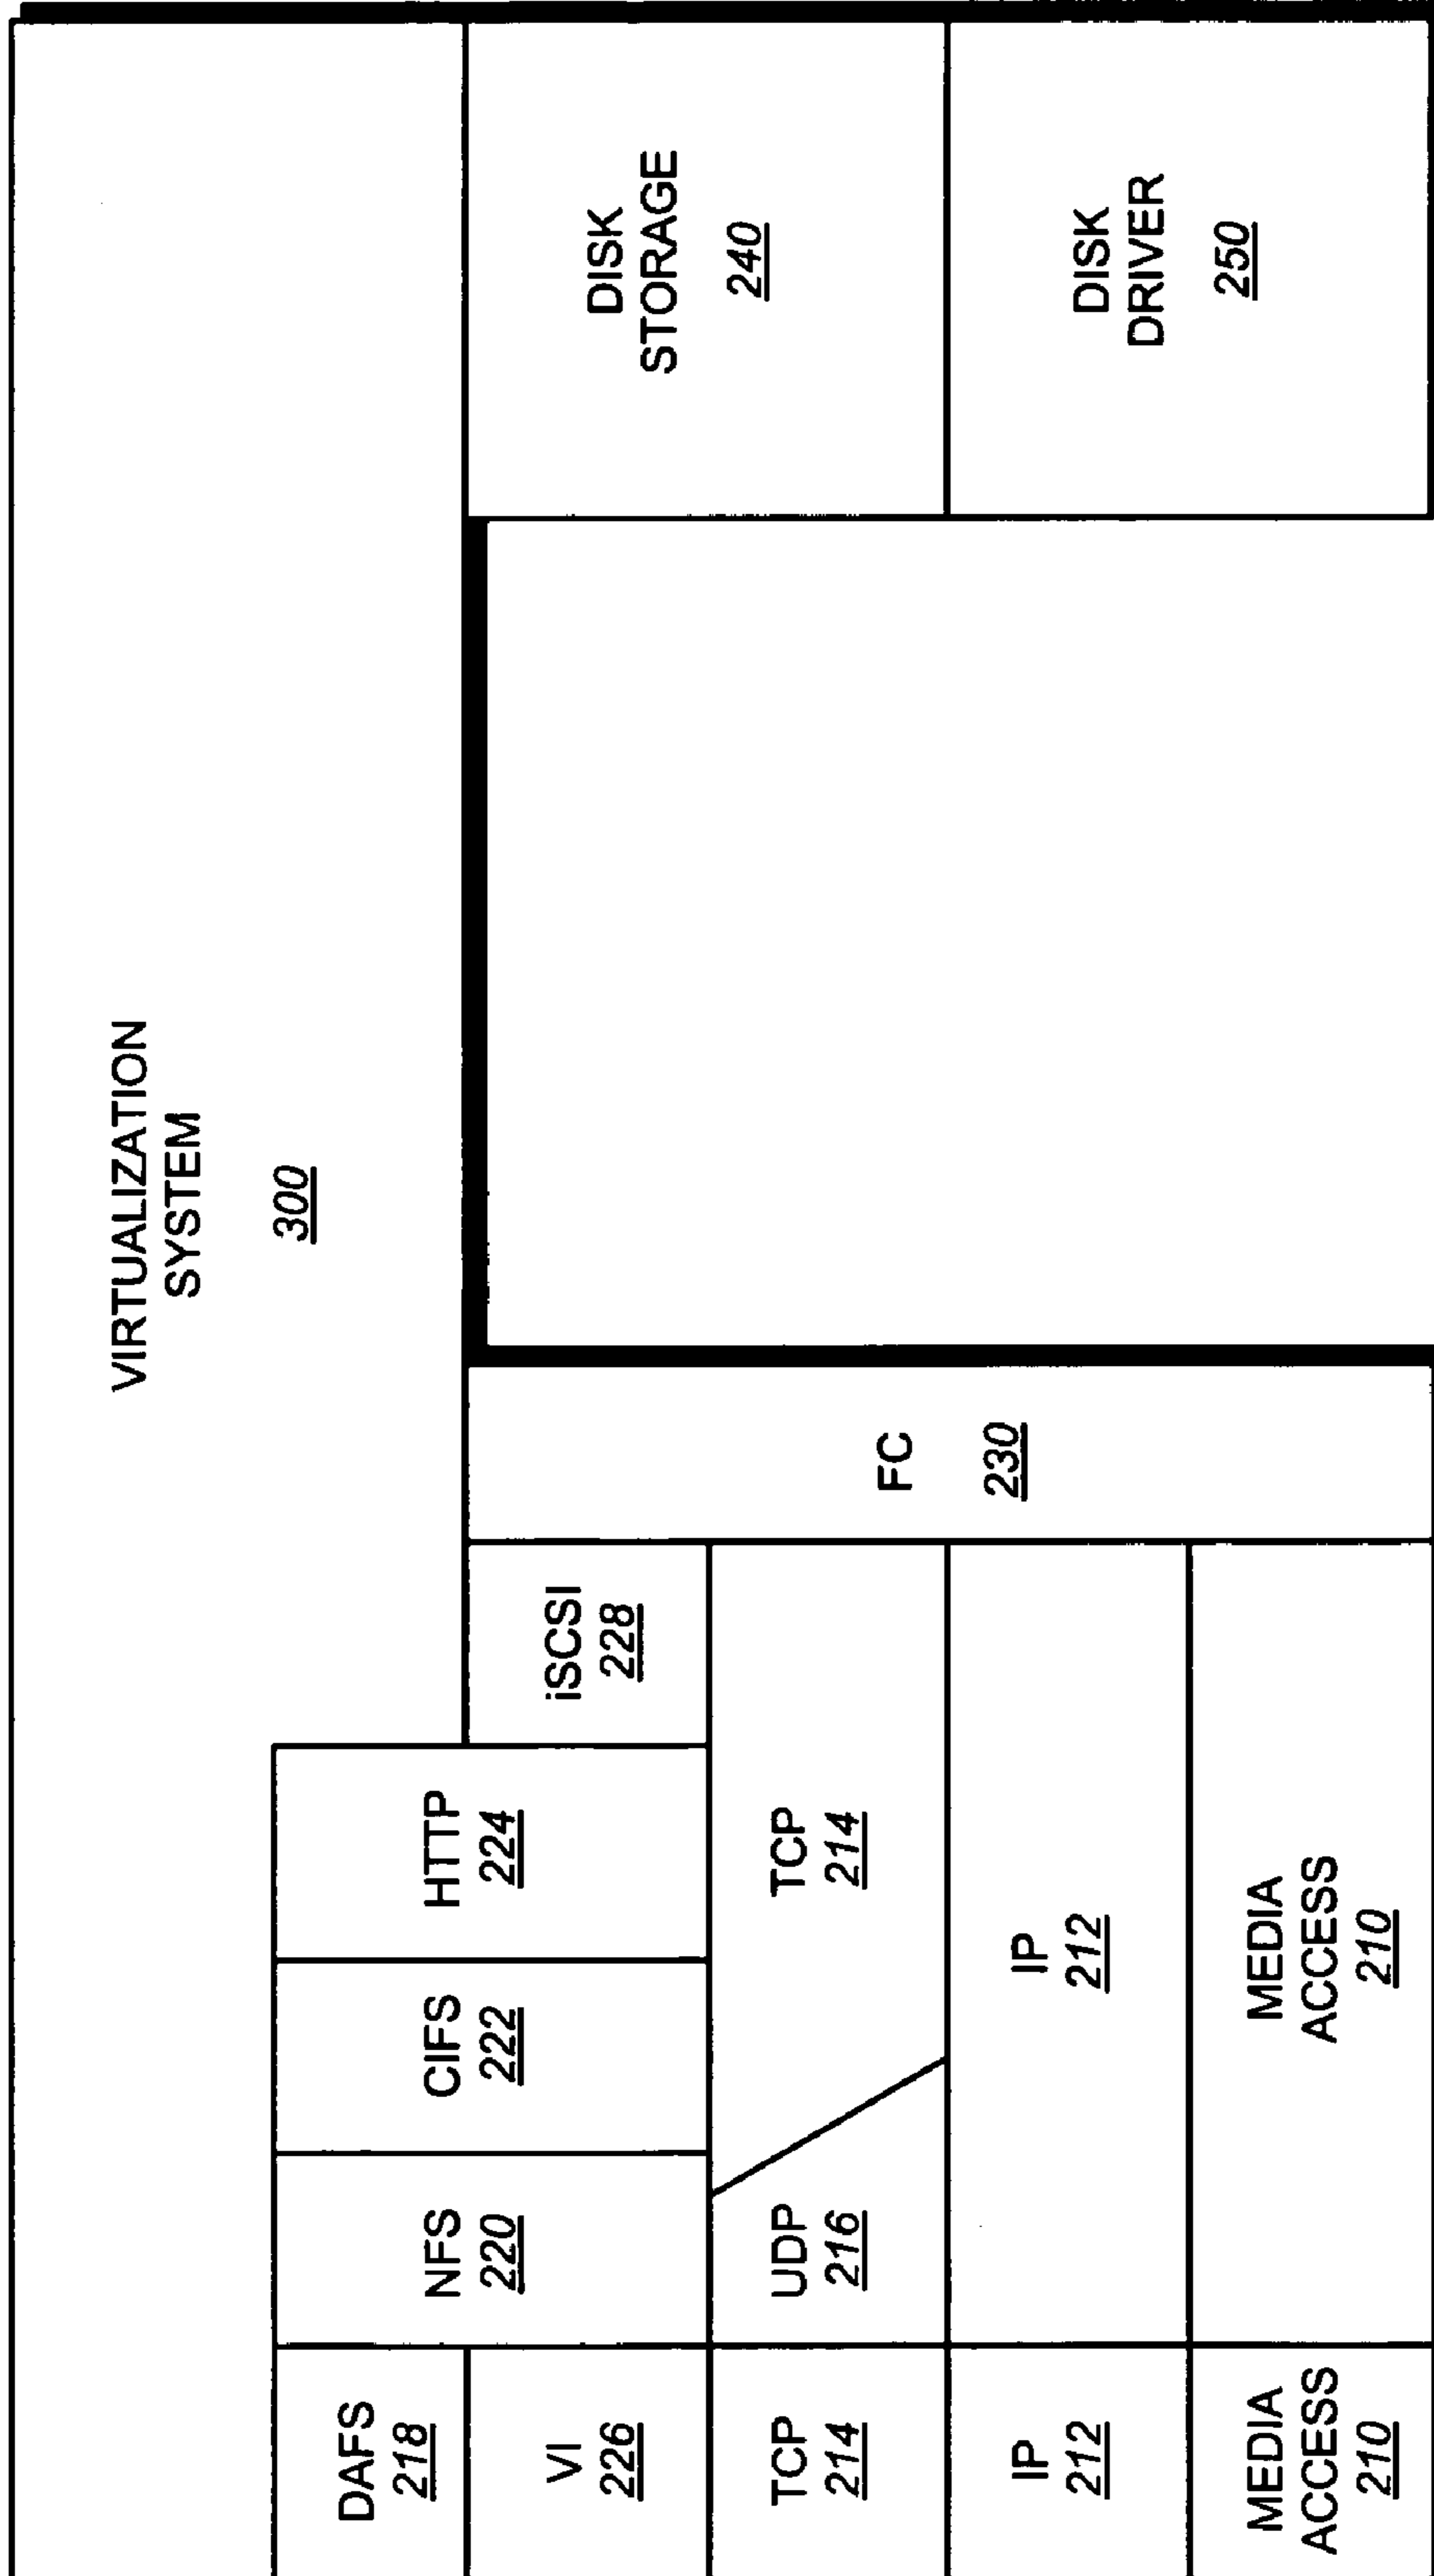 VIRTUALIZATION
SYSTEM
300
DAFS
218
NFS
220
CIFS
222
HTTP
224
VI
226
iSCSI
228
TCP
214
UDP
216
TCP
214
IP
212
IP
212
MEDIA
ACCESS
210
MEDIA
ACCESS
210
FC
230
DISK
STORAGE
240
DISK
DRIVER
250